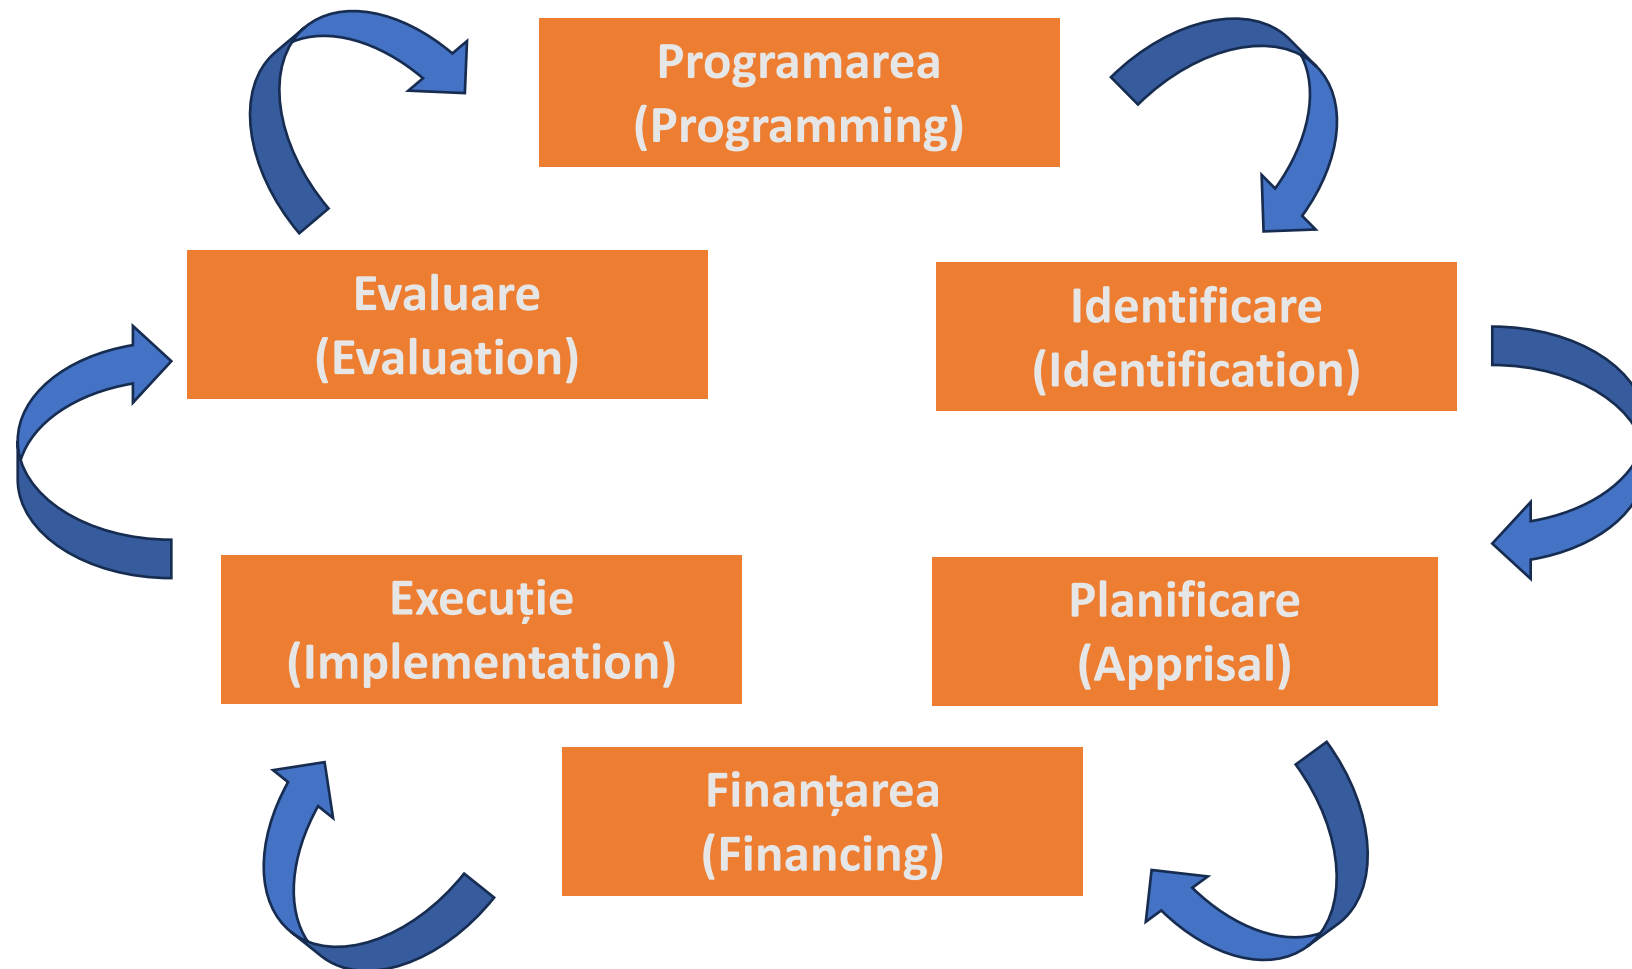 Programarea
(Programming)
Evaluare
(Evaluation)
Identificare
(Identification)
Execuție
(Implementation)
Planificare
(Apprisal)
Finanțarea
(Financing)